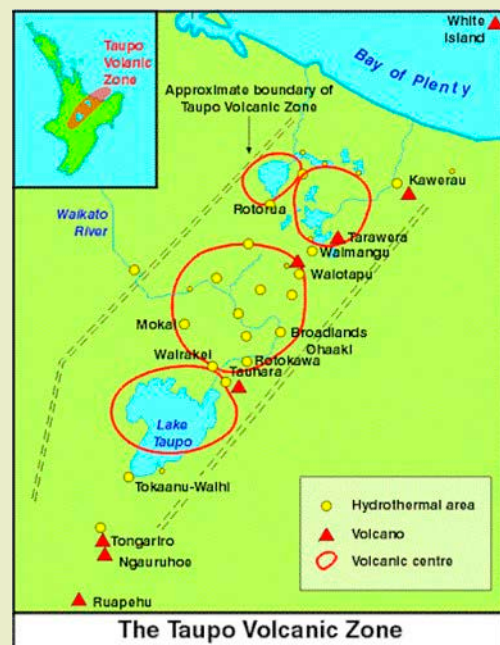 Taupo
Volcanic
Zone
White
Island
Bay of Plenty
Approximate boundary of
Taupo Volcanic Zone
Kawerau
Rotorua
Waikato
River
Tarawera
Waimangu
Waiotapu
Mokai
Broadlands
Ohaaki
Wairakei
Rotokawa
Tauhara
Lake
Taupo
Tokaanu-Waihi
Hydrothermal area
Tongariro
Volcano
Ngauruhoe
Volcanic centre
Ruapehu
The Taupo Volcanic Zone